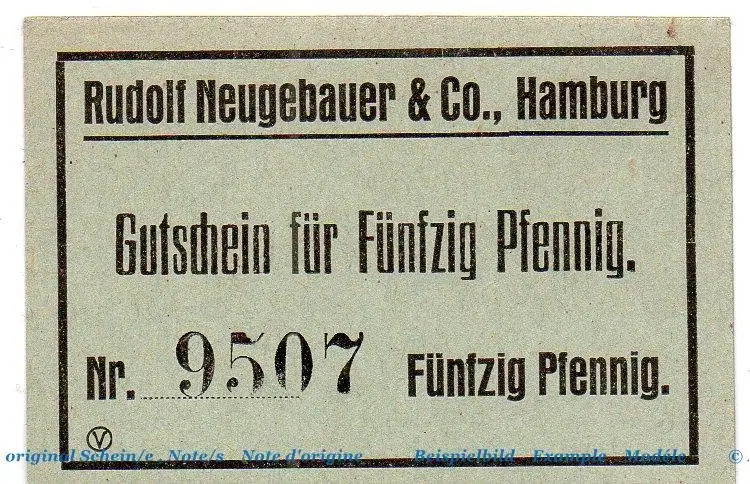 Rudolf Neugebauer & Co., Hamburg
Gutschein für Fünfzig Pfennig.
Nr. 9507 Fünfzig Pfennig.
V
original Schein/e Note/s Note d'origine Beispielbild Example Modéle ©